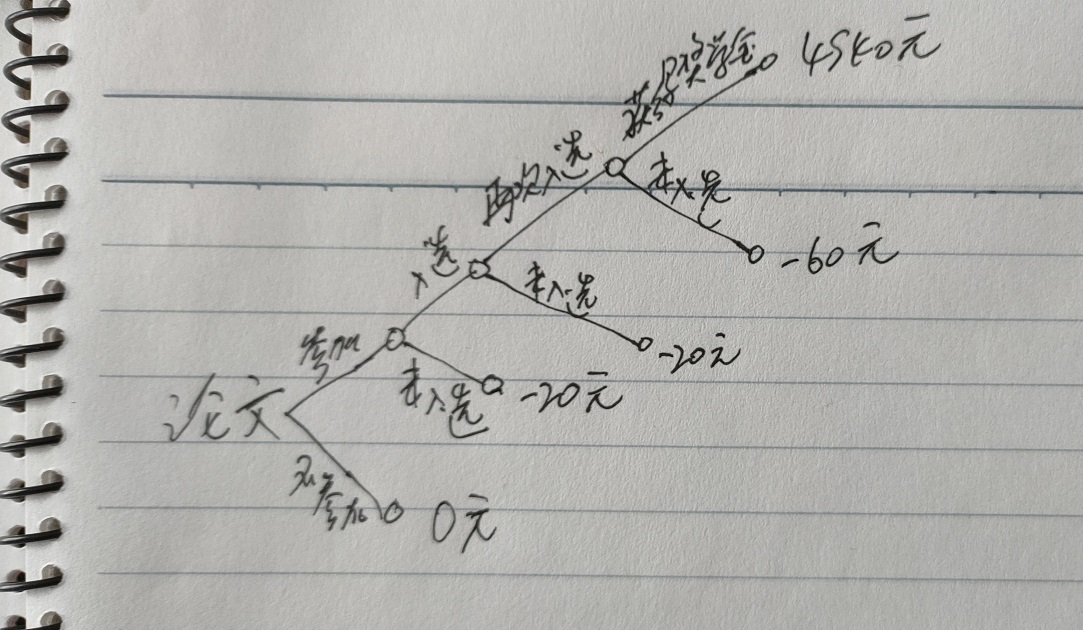 获得奖学金 4540元
再次入选 未入选 -60元
入选 未入选 -20元
参加 未入选 -20元
论文
不参加 0元